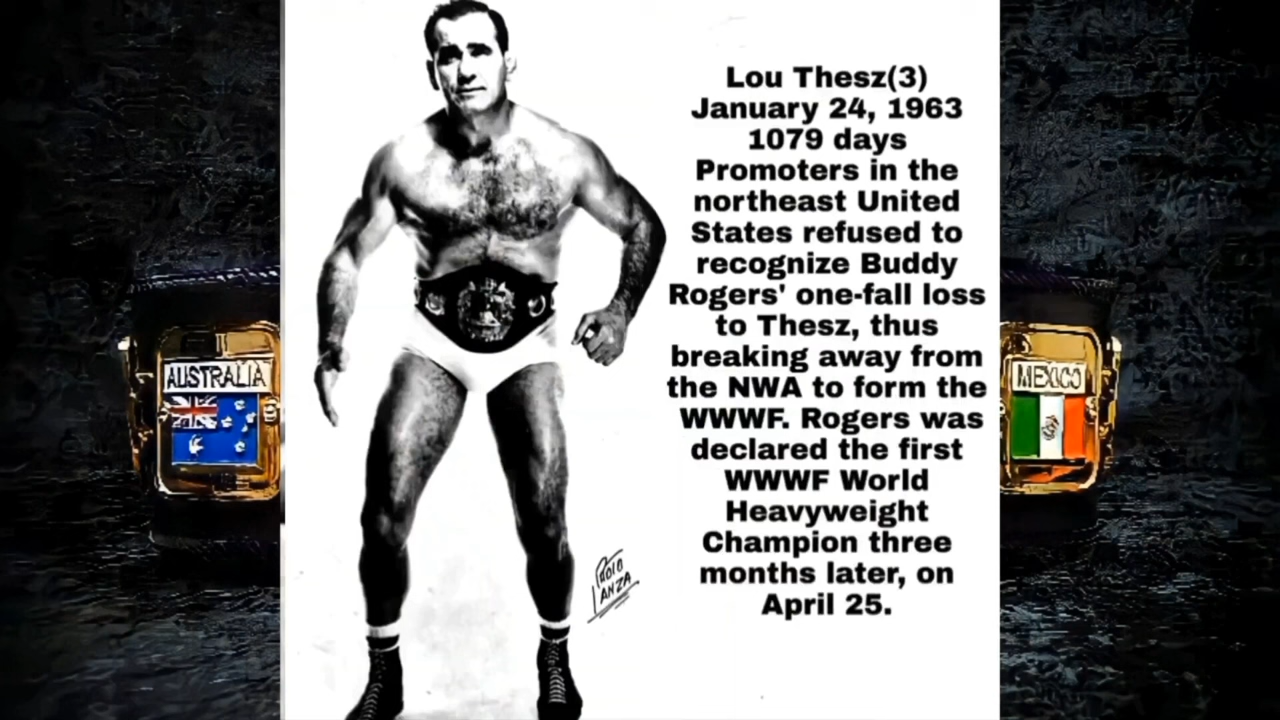 Lou Thesz(3)
January 24, 1963
1079 days
Promoters in the
northeast United
States refused to
recognize Buddy
Rogers' one-fall loss
to Thesz, thus
breaking away from
the NWA to form the
WWWF. Rogers was
declared the first
WWWF World
Heavyweight
Champion three
months later, on
April 25.
AUSTRALIA
MEXICO
PHOTO
LANZA